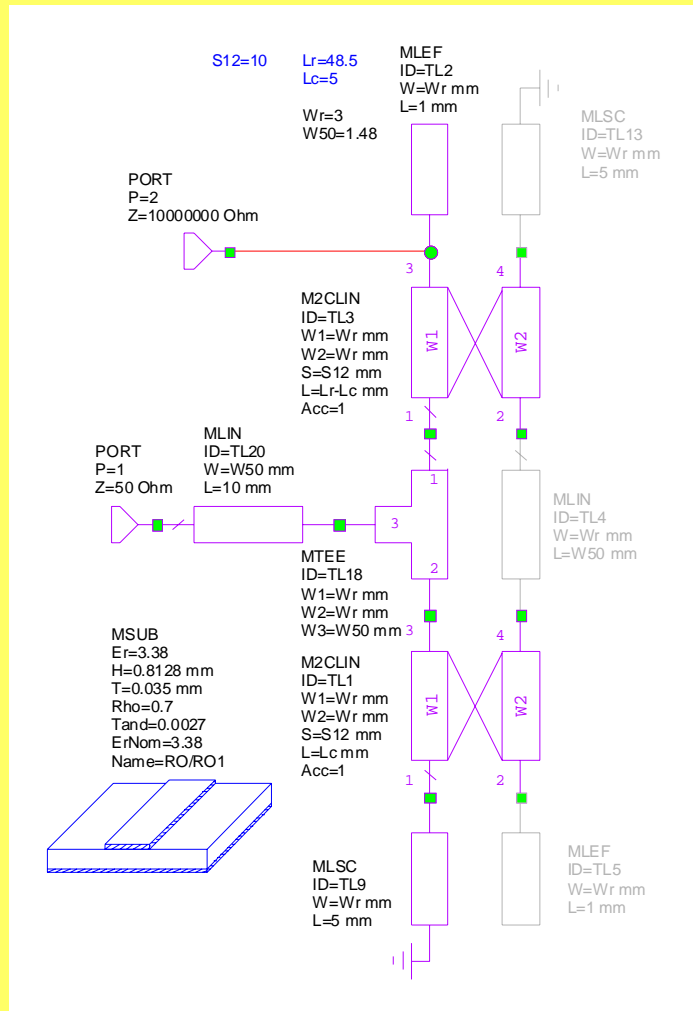 S12=10
Lr=48.5
Lc=5
Wr=3
W50=1.48
MLEF
ID=TL2
W=Wr mm
L=1 mm
MLSC
ID=TL13
W=Wr mm
L=5 mm
PORT
P=2
Z=10000000 Ohm
3
4
M2CLIN
ID=TL3
W1=Wr mm
W2=Wr mm
S=S12 mm
L=Lr-Lc mm
Acc=1
W1
W2
1
2
PORT
P=1
Z=50 Ohm
MLIN
ID=TL20
W=W50 mm
L=10 mm
1
3
2
MLIN
ID=TL4
W=Wr mm
L=W50 mm
MTEE
ID=TL18
W1=Wr mm
W2=Wr mm
W3=W50 mm
3
4
MSUB
Er=3.38
H=0.8128 mm
T=0.035 mm
Rho=0.7
Tand=0.0027
ErNom=3.38
Name=RO/RO1
M2CLIN
ID=TL1
W1=Wr mm
W2=Wr mm
S=S12 mm
L=Lc mm
Acc=1
W1
W2
1
2
MLSC
ID=TL9
W=Wr mm
L=5 mm
MLEF
ID=TL5
W=Wr mm
L=1 mm